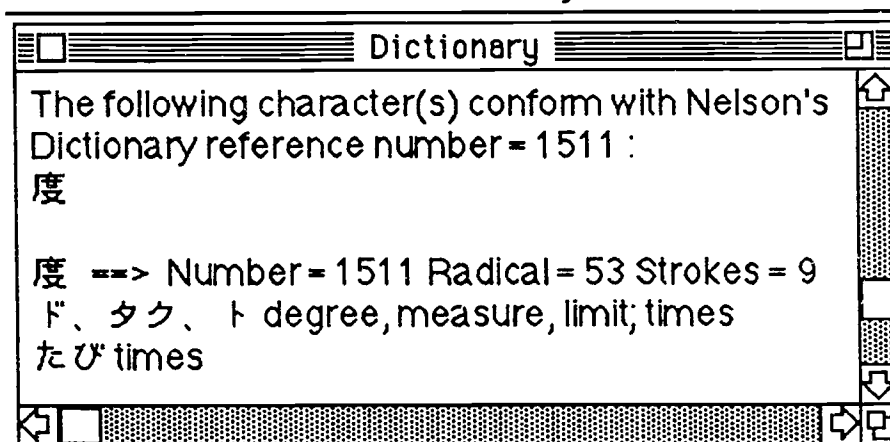 Dictionary
The following character(s) conform with Nelson's
Dictionary reference number = 1511 :
度
度 ==> Number = 1511 Radical = 53 Strokes = 9
ド、タク、ト degree, measure, limit; times
たび times